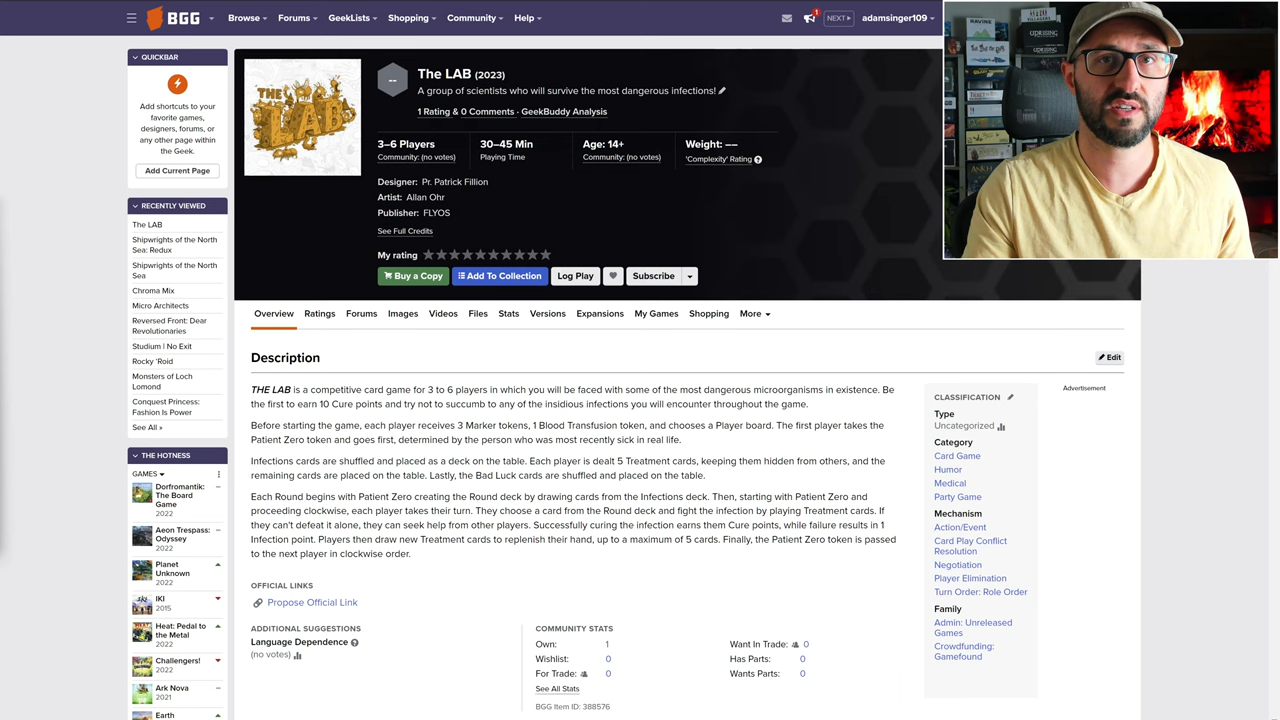 BGG
Browse
Forums
GeekLists
Shopping
Community
Help
1
NEXT
adamsinger109
QUICKBAR
Add shortcuts to your
favorite games,
designers, forums, or
any other page within
the Geek.
Add Current Page
RECENTLY VIEWED
The LAB
Shipwrights of the North
Sea: Redux
Shipwrights of the North
Sea
Chroma Mix
Micro Architects
Reversed Front: Dear
Revolutionaries
Studium | No Exit
Rocky 'Roid
Monsters of Loch
Lomond
Conquest Princess:
Fashion Is Power
See All »
THE HOTNESS
GAMES
Dorfromantik:
The Board
Game
2022
Aeon Trespass:
Odyssey
2022
Planet
Unknown
2022
IKI
2015
Heat: Pedal to
the Metal
2022
Challengers!
2022
Ark Nova
2021
Earth
THE
LAB
--
The LAB (2023)
A group of scientists who will survive the most dangerous infections!
1 Rating & 0 Comments · GeekBuddy Analysis
3–6 Players
Community: (no votes)
30–45 Min
Playing Time
Age: 14+
Community: (no votes)
Weight: --
'Complexity' Rating
Designer: Pr. Patrick Fillion
Artist: Allan Ohr
Publisher: FLYOS
See Full Credits
My rating
Buy a Copy
Add To Collection
Log Play
Subscribe
Overview
Ratings
Forums
Images
Videos
Files
Stats
Versions
Expansions
My Games
Shopping
More
Description
Edit
THE LAB is a competitive card game for 3 to 6 players in which you will be faced with some of the most dangerous microorganisms in existence. Be
the first to earn 10 Cure points and try not to succumb to any of the insidious infections you will encounter throughout the game.
Before starting the game, each player receives 3 Marker tokens, 1 Blood Transfusion token, and chooses a Player board. The first player takes the
Patient Zero token and goes first, determined by the person who was most recently sick in real life.
Infections cards are shuffled and placed as a deck on the table. Each player is dealt 5 Treatment cards, keeping them hidden from others, and the
remaining cards are placed on the table. Lastly, the Bad Luck cards are shuffled and placed on the table.
Each Round begins with Patient Zero creating the Round deck by drawing cards from the Infections deck. Then, starting with Patient Zero and
proceeding clockwise, each player takes their turn. They choose a card from the Round deck and fight the infection by playing Treatment cards. If
they can't defeat it alone, they can seek help from other players. Successfully curing the infection earns them Cure points, while failure results in 1
Infection point. Players then draw new Treatment cards to replenish their hand, up to a maximum of 5 cards. Finally, the Patient Zero token is passed
to the next player in clockwise order.
OFFICIAL LINKS
Propose Official Link
ADDITIONAL SUGGESTIONS
Language Dependence
(no votes)
COMMUNITY STATS
Own: 1
Wishlist: 0
For Trade: 0
See All Stats
Want In Trade: 0
Has Parts: 0
Wants Parts: 0
BGG Item ID: 388576
CLASSIFICATION
Type
Uncategorized
Category
Card Game
Humor
Medical
Party Game
Mechanism
Action/Event
Card Play Conflict
Resolution
Negotiation
Player Elimination
Turn Order: Role Order
Family
Admin: Unreleased
Games
Crowdfunding:
Gamefound
Advertisement
RAVINE
VILLAGERS
UPRISING
ANKH